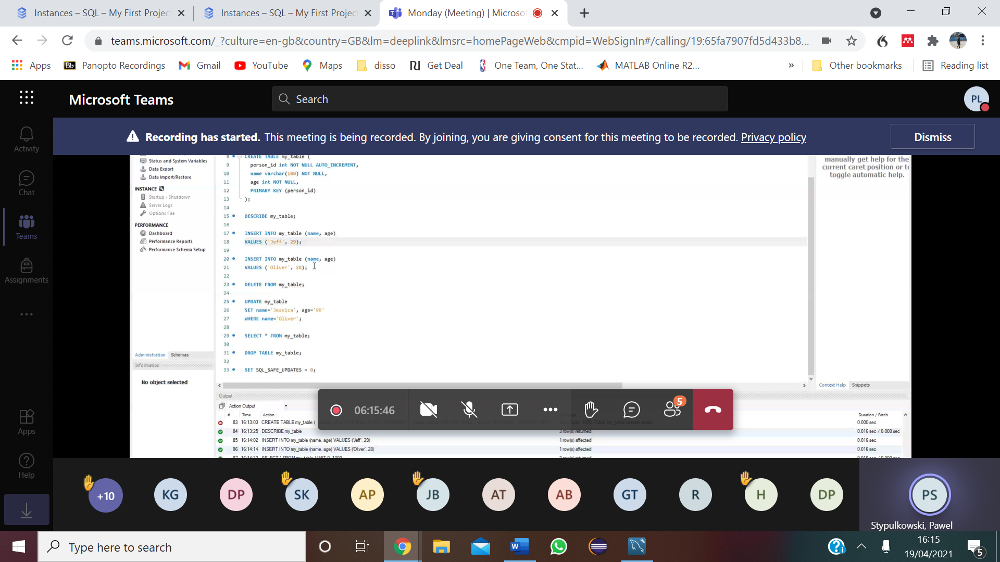 Instances – SQL – My First Project
Instances – SQL – My First Project
Monday (Meeting) | Microsof
teams.microsoft.com/_?culture=en-gb&country=GB&lm=deeplink&lmsrc=homePageWeb&cmpid=WebSignIn#/calling/19:65fa7907fd5d433b8...
Apps
Bb Panopto Recordings
Gmail
YouTube
Maps
disso
Get Deal
One Team, One Stat...
MATLAB Online R2...
»
Other bookmarks
Reading list
Microsoft Teams
Search
PL
Recording has started. This meeting is being recorded. By joining, you are giving consent for this meeting to be recorded. Privacy policy
Dismiss
Activity
Chat
Teams
Assignments
Apps
Help
Status and System Variables
Data Export
Data Import/Restore
INSTANCE
Startup / Shutdown
Server Logs
Options File
PERFORMANCE
Dashboard
Performance Reports
Performance Schema Setup
Administration Schemas
Information
No object selected
8 CREATE TABLE my_table (
9 person_id int NOT NULL AUTO_INCREMENT,
10 name varchar(100) NOT NULL,
11 age int NOT NULL,
12 PRIMARY KEY (person_id)
13 );
14
15 DESCRIBE my_table;
16
17 INSERT INTO my_table (name, age)
18 VALUES ('Jeff', 29);
19
20 INSERT INTO my_table (name, age)
21 VALUES ('Oliver', 28);
22
23 DELETE FROM my_table;
24
25 UPDATE my_table
26 SET name='Jessica', age='99'
27 WHERE name='Oliver';
28
29 SELECT * FROM my_table;
30
31 DROP TABLE my_table;
32
33 SET SQL_SAFE_UPDATES = 0;
manually get help for the
current caret position or to
toggle automatic help.
Context Help Snippets
Output
Action Output
# Time Action
Duration / Fetch
83 16:13:03 CREATE TABLE my_table (
0.000 sec
84 16:13:25 DESCRIBE my_table 3 row(s) returned 0.016 sec / 0.000 sec
85 16:14:02 INSERT INTO my_table (name, age) VALUES ('Jeff', 29) 1 row(s) affected 0.016 sec
86 16:14:14 INSERT INTO my_table (name, age) VALUES ('Oliver', 28) 1 row(s) affected 0.016 sec
06:15:46
5
+10
KG
DP
SK
AP
JB
AT
AB
GT
R
H
DP
PS
Stypulkowski, Pawel
Type here to search
16:15
19/04/2021
5